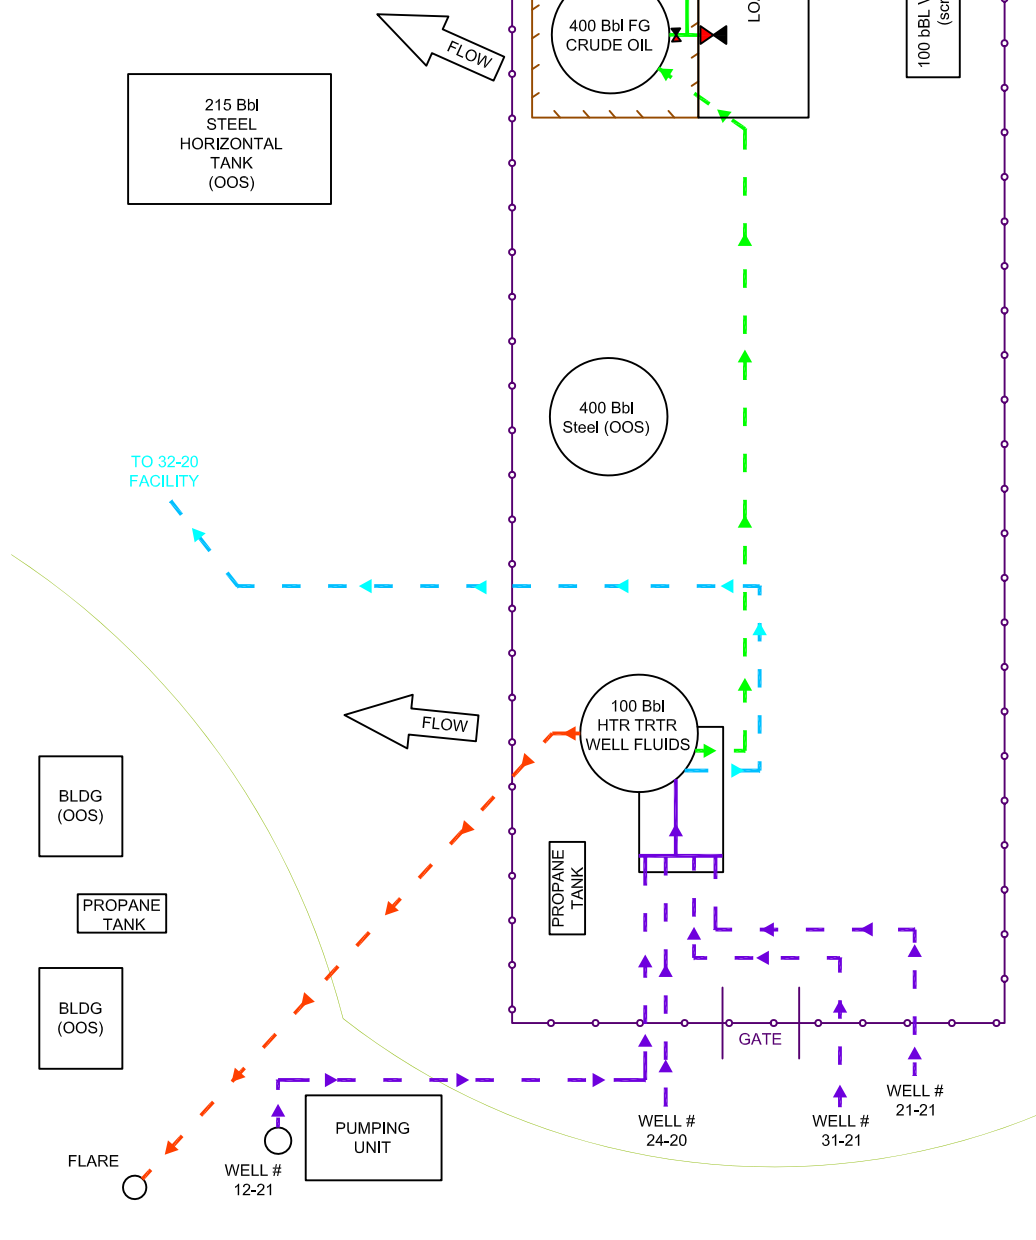 400 Bbl FG
CRUDE OIL
FLOW
100 bBL
215 Bbl
STEEL
HORIZONTAL
TANK
(OOS)
400 Bbl
Steel (OOS)
TO 32-20
FACILITY
100 Bbl
HTR TRTR
WELL FLUIDS
FLOW
BLDG
(OOS)
PROPANE
TANK
PROPANE
TANK
BLDG
(OOS)
GATE
WELL #
21-21
WELL #
24-20
WELL #
31-21
PUMPING
UNIT
FLARE
WELL #
12-21